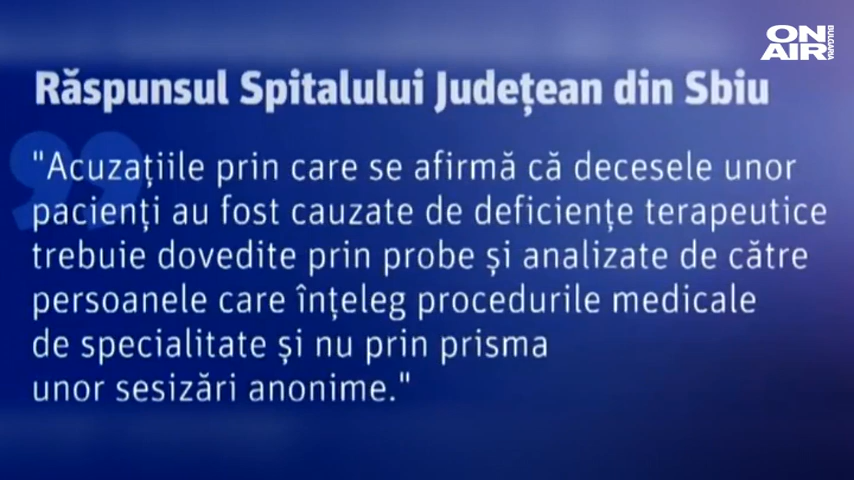 ON AIR BULGARIA
Răspunsul Spitalului Județean din Sbiu
"Acuzațiile prin care se afirmă că decesele unor
pacienți au fost cauzate de deficiențe terapeutice
trebuie dovedite prin probe și analizate de către
persoanele care înțeleg procedurile medicale
de specialitate și nu prin prisma
unor sesizări anonime."